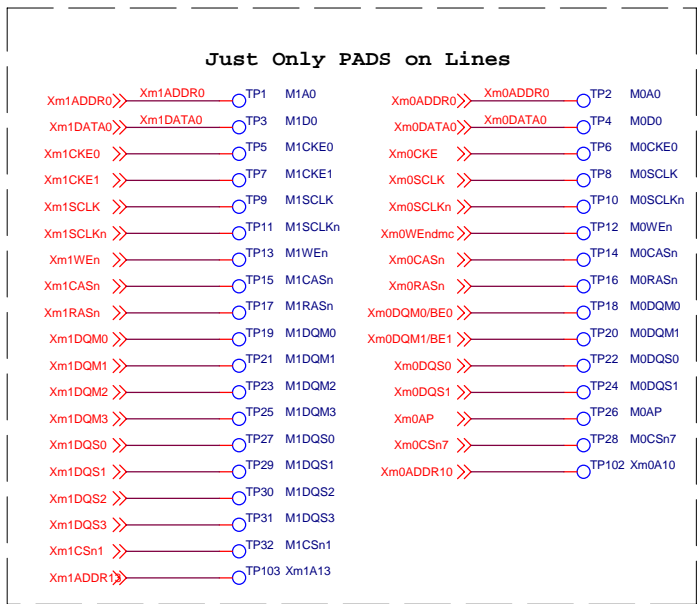 Just Only PADS on Lines
Xm1ADDR0 Xm1ADDR0 TP1 M1A0 Xm0ADDR0 Xm0ADDR0 TP2 M0A0
Xm1DATA0 Xm1DATA0 TP3 M1D0 Xm0DATA0 Xm0DATA0 TP4 M0D0
Xm1CKE0 TP5 M1CKE0 Xm0CKE TP6 M0CKE0
Xm1CKE1 TP7 M1CKE1 Xm0SCLK TP8 M0SCLK
Xm1SCLK TP9 M1SCLK Xm0SCLKn TP10 M0SCLKn
Xm1SCLKn TP11 M1SCLKn Xm0WEndmc TP12 M0WEn
Xm1WEn TP13 M1WEn Xm0CASn TP14 M0CASn
Xm1CASn TP15 M1CASn Xm0RASn TP16 M0RASn
Xm1RASn TP17 M1RASn Xm0DQM0/BE0 TP18 M0DQM0
Xm1DQM0 TP19 M1DQM0 Xm0DQM1/BE1 TP20 M0DQM1
Xm1DQM1 TP21 M1DQM1 Xm0DQS0 TP22 M0DQS0
Xm1DQM2 TP23 M1DQM2 Xm0DQS1 TP24 M0DQS1
Xm1DQM3 TP25 M1DQM3 Xm0AP TP26 M0AP
Xm1DQS0 TP27 M1DQS0 Xm0CSn7 TP28 M0CSn7
Xm1DQS1 TP29 M1DQS1 Xm0ADDR10 TP102 Xm0A10
Xm1DQS2 TP30 M1DQS2
Xm1DQS3 TP31 M1DQS3
Xm1CSn1 TP32 M1CSn1
Xm1ADDR13 TP103 Xm1A13